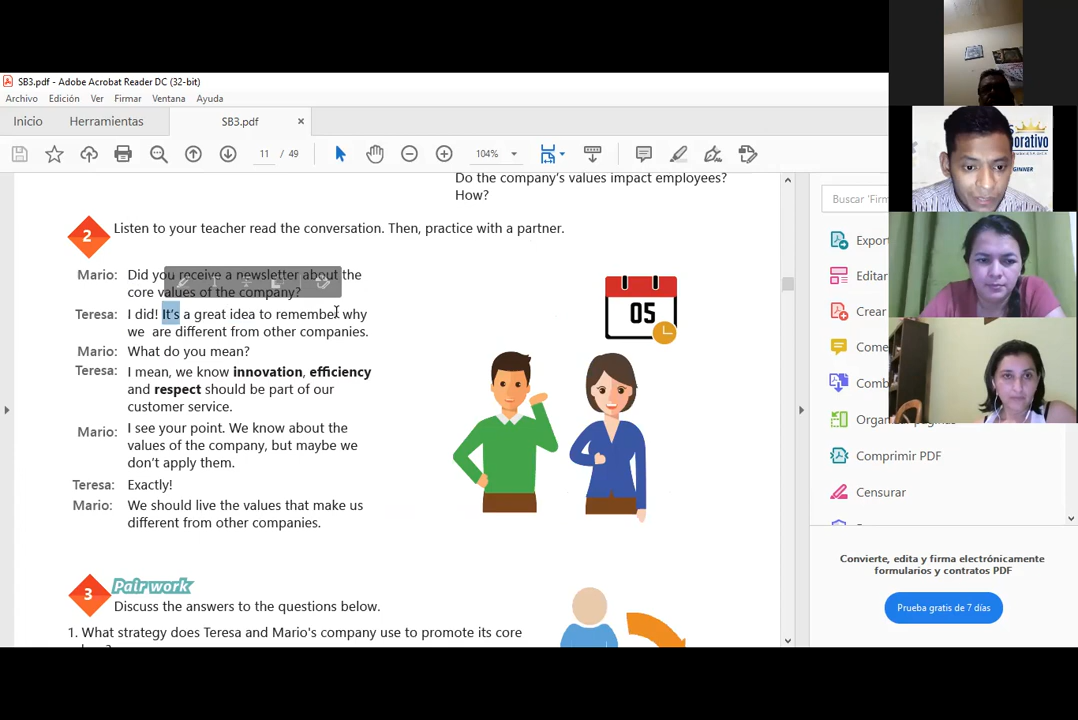 SB3.pdf - Adobe Acrobat Reader DC (32-bit)
Archivo Edición Ver Firmar Ventana Ayuda
Inicio Herramientas SB3.pdf ×
11 / 49 104%
Do the company's values impact employees?
How?
2 Listen to your teacher read the conversation. Then, practice with a partner.
Mario: Did you receive a newsletter about the
core values of the company?
Teresa: I did! It's a great idea to remember why
we are different from other companies.
Mario: What do you mean?
Teresa: I mean, we know innovation, efficiency
and respect should be part of our
customer service.
Mario: I see your point. We know about the
values of the company, but maybe we
don't apply them.
Teresa: Exactly!
Mario: We should live the values that make us
different from other companies.
05
3 Pair work
Discuss the answers to the questions below.
1. What strategy does Teresa and Mario's company use to promote its core
Buscar 'Firm
Export
Editar
Crear
Come
Comb
Organ
Comprimir PDF
Censurar
Convierte, edita y firma electrónicamente
formularios y contratos PDF
Prueba gratis de 7 días
orporativo
GINNER